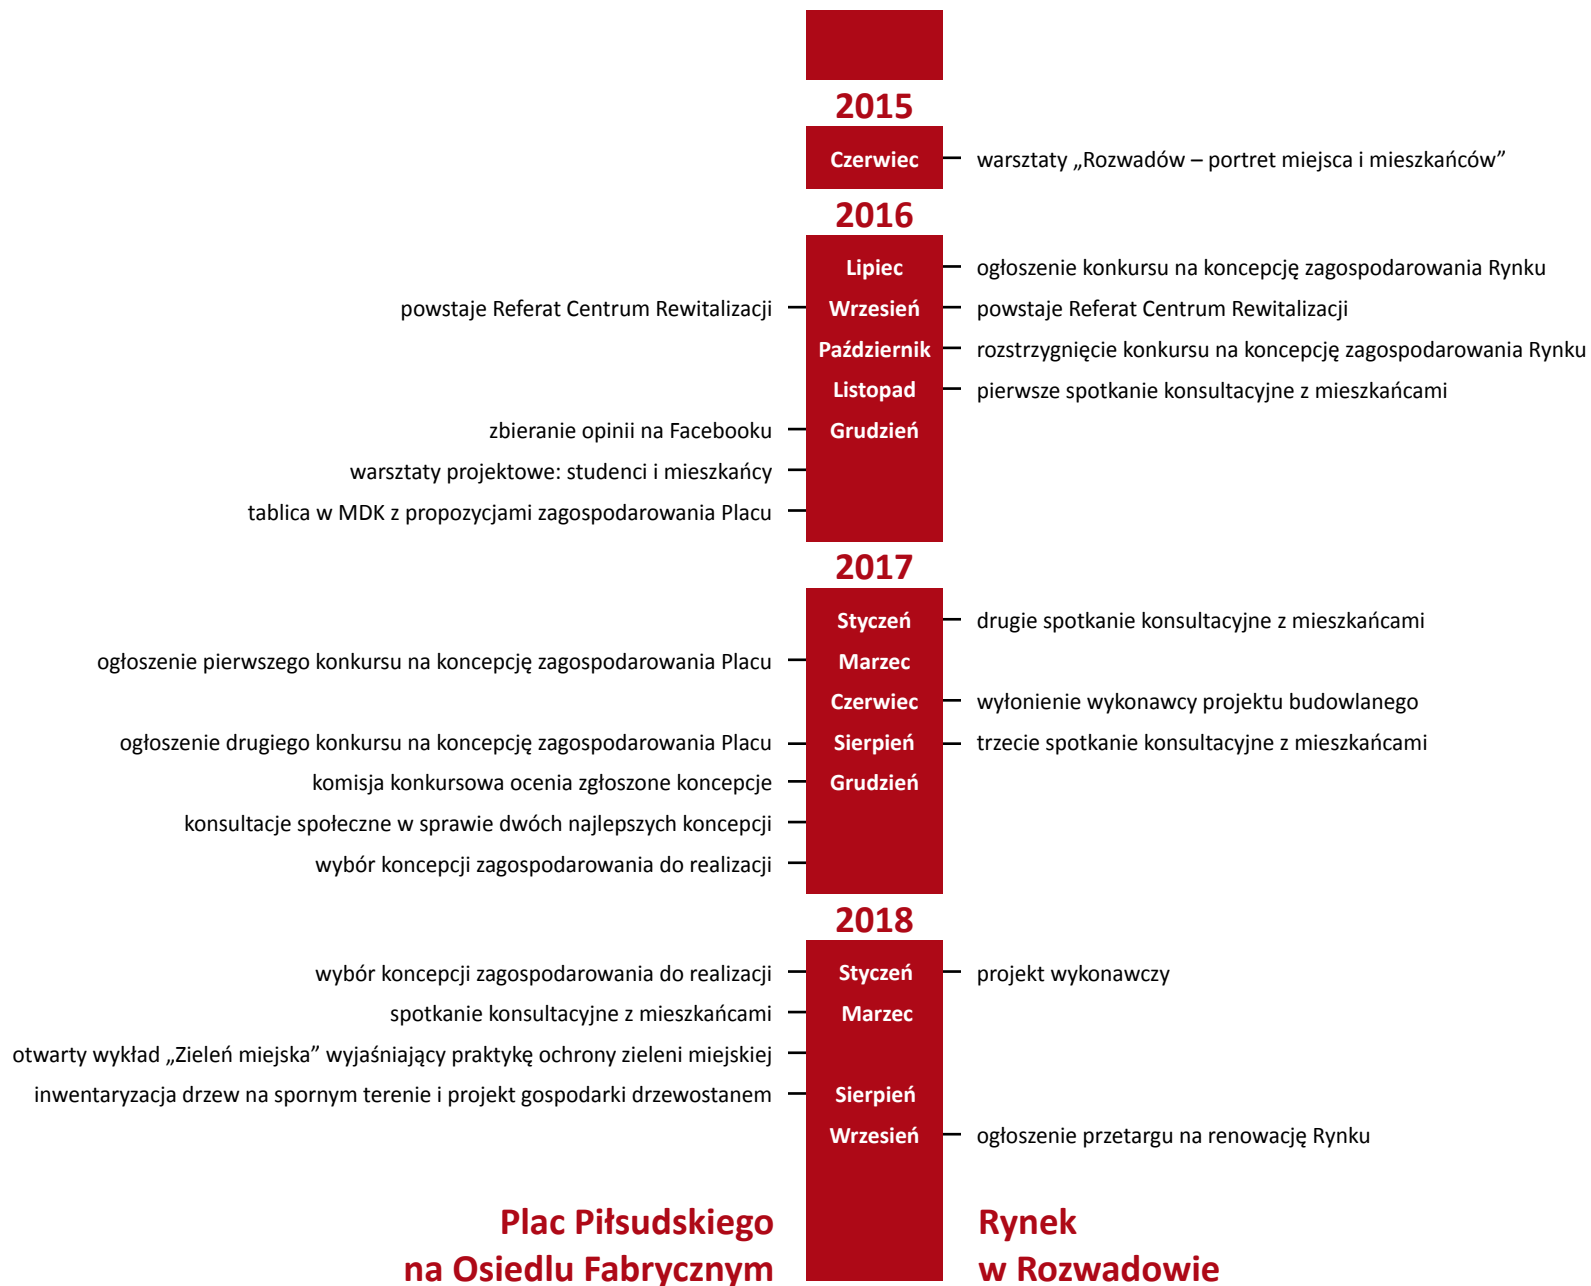 2015
Czerwiec
warsztaty „Rozwadów – portret miejsca i mieszkańców”
2016
Lipiec
ogłoszenie konkursu na koncepcję zagospodarowania Rynku
powstaje Referat Centrum Rewitalizacji
Wrzesień
powstaje Referat Centrum Rewitalizacji
Październik
rozstrzygnięcie konkursu na koncepcję zagospodarowania Rynku
Listopad
pierwsze spotkanie konsultacyjne z mieszkańcami
zbieranie opinii na Facebooku
Grudzień
warsztaty projektowe: studenci i mieszkańcy
tablica w MDK z propozycjami zagospodarowania Placu
2017
Styczeń
drugie spotkanie konsultacyjne z mieszkańcami
ogłoszenie pierwszego konkursu na koncepcję zagospodarowania Placu
Marzec
Czerwiec
wyłonienie wykonawcy projektu budowlanego
ogłoszenie drugiego konkursu na koncepcję zagospodarowania Placu
Sierpień
trzecie spotkanie konsultacyjne z mieszkańcami
komisja konkursowa ocenia zgłoszone koncepcje
Grudzień
konsultacje społeczne w sprawie dwóch najlepszych koncepcji
wybór koncepcji zagospodarowania do realizacji
2018
wybór koncepcji zagospodarowania do realizacji
Styczeń
projekt wykonawczy
spotkanie konsultacyjne z mieszkańcami
Marzec
otwarty wykład „Zieleń miejska” wyjaśniający praktykę ochrony zieleni miejskiej
inwentaryzacja drzew na spornym terenie i projekt gospodarki drzewostanem
Sierpień
Wrzesień
ogłoszenie przetargu na renowację Rynku
Plac Piłsudskiego
na Osiedlu Fabrycznym
Rynek
w Rozwadowie